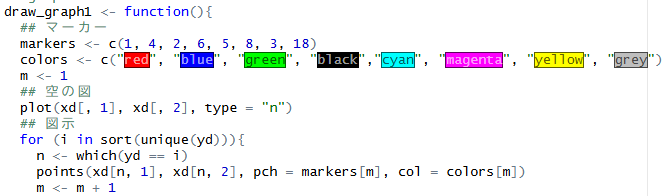 draw_graph1 <- function(){
## マーカー
markers <- c(1, 4, 2, 6, 5, 8, 3, 18)
colors <- c("red", "blue", "green", "black","cyan", "magenta", "yellow", "grey")
m <- 1
## 空の図
plot(xd[, 1], xd[, 2], type = "n")
## 図示
for (i in sort(unique(yd))){
n <- which(yd == i)
points(xd[n, 1], xd[n, 2], pch = markers[m], col = colors[m])
m <- m + 1